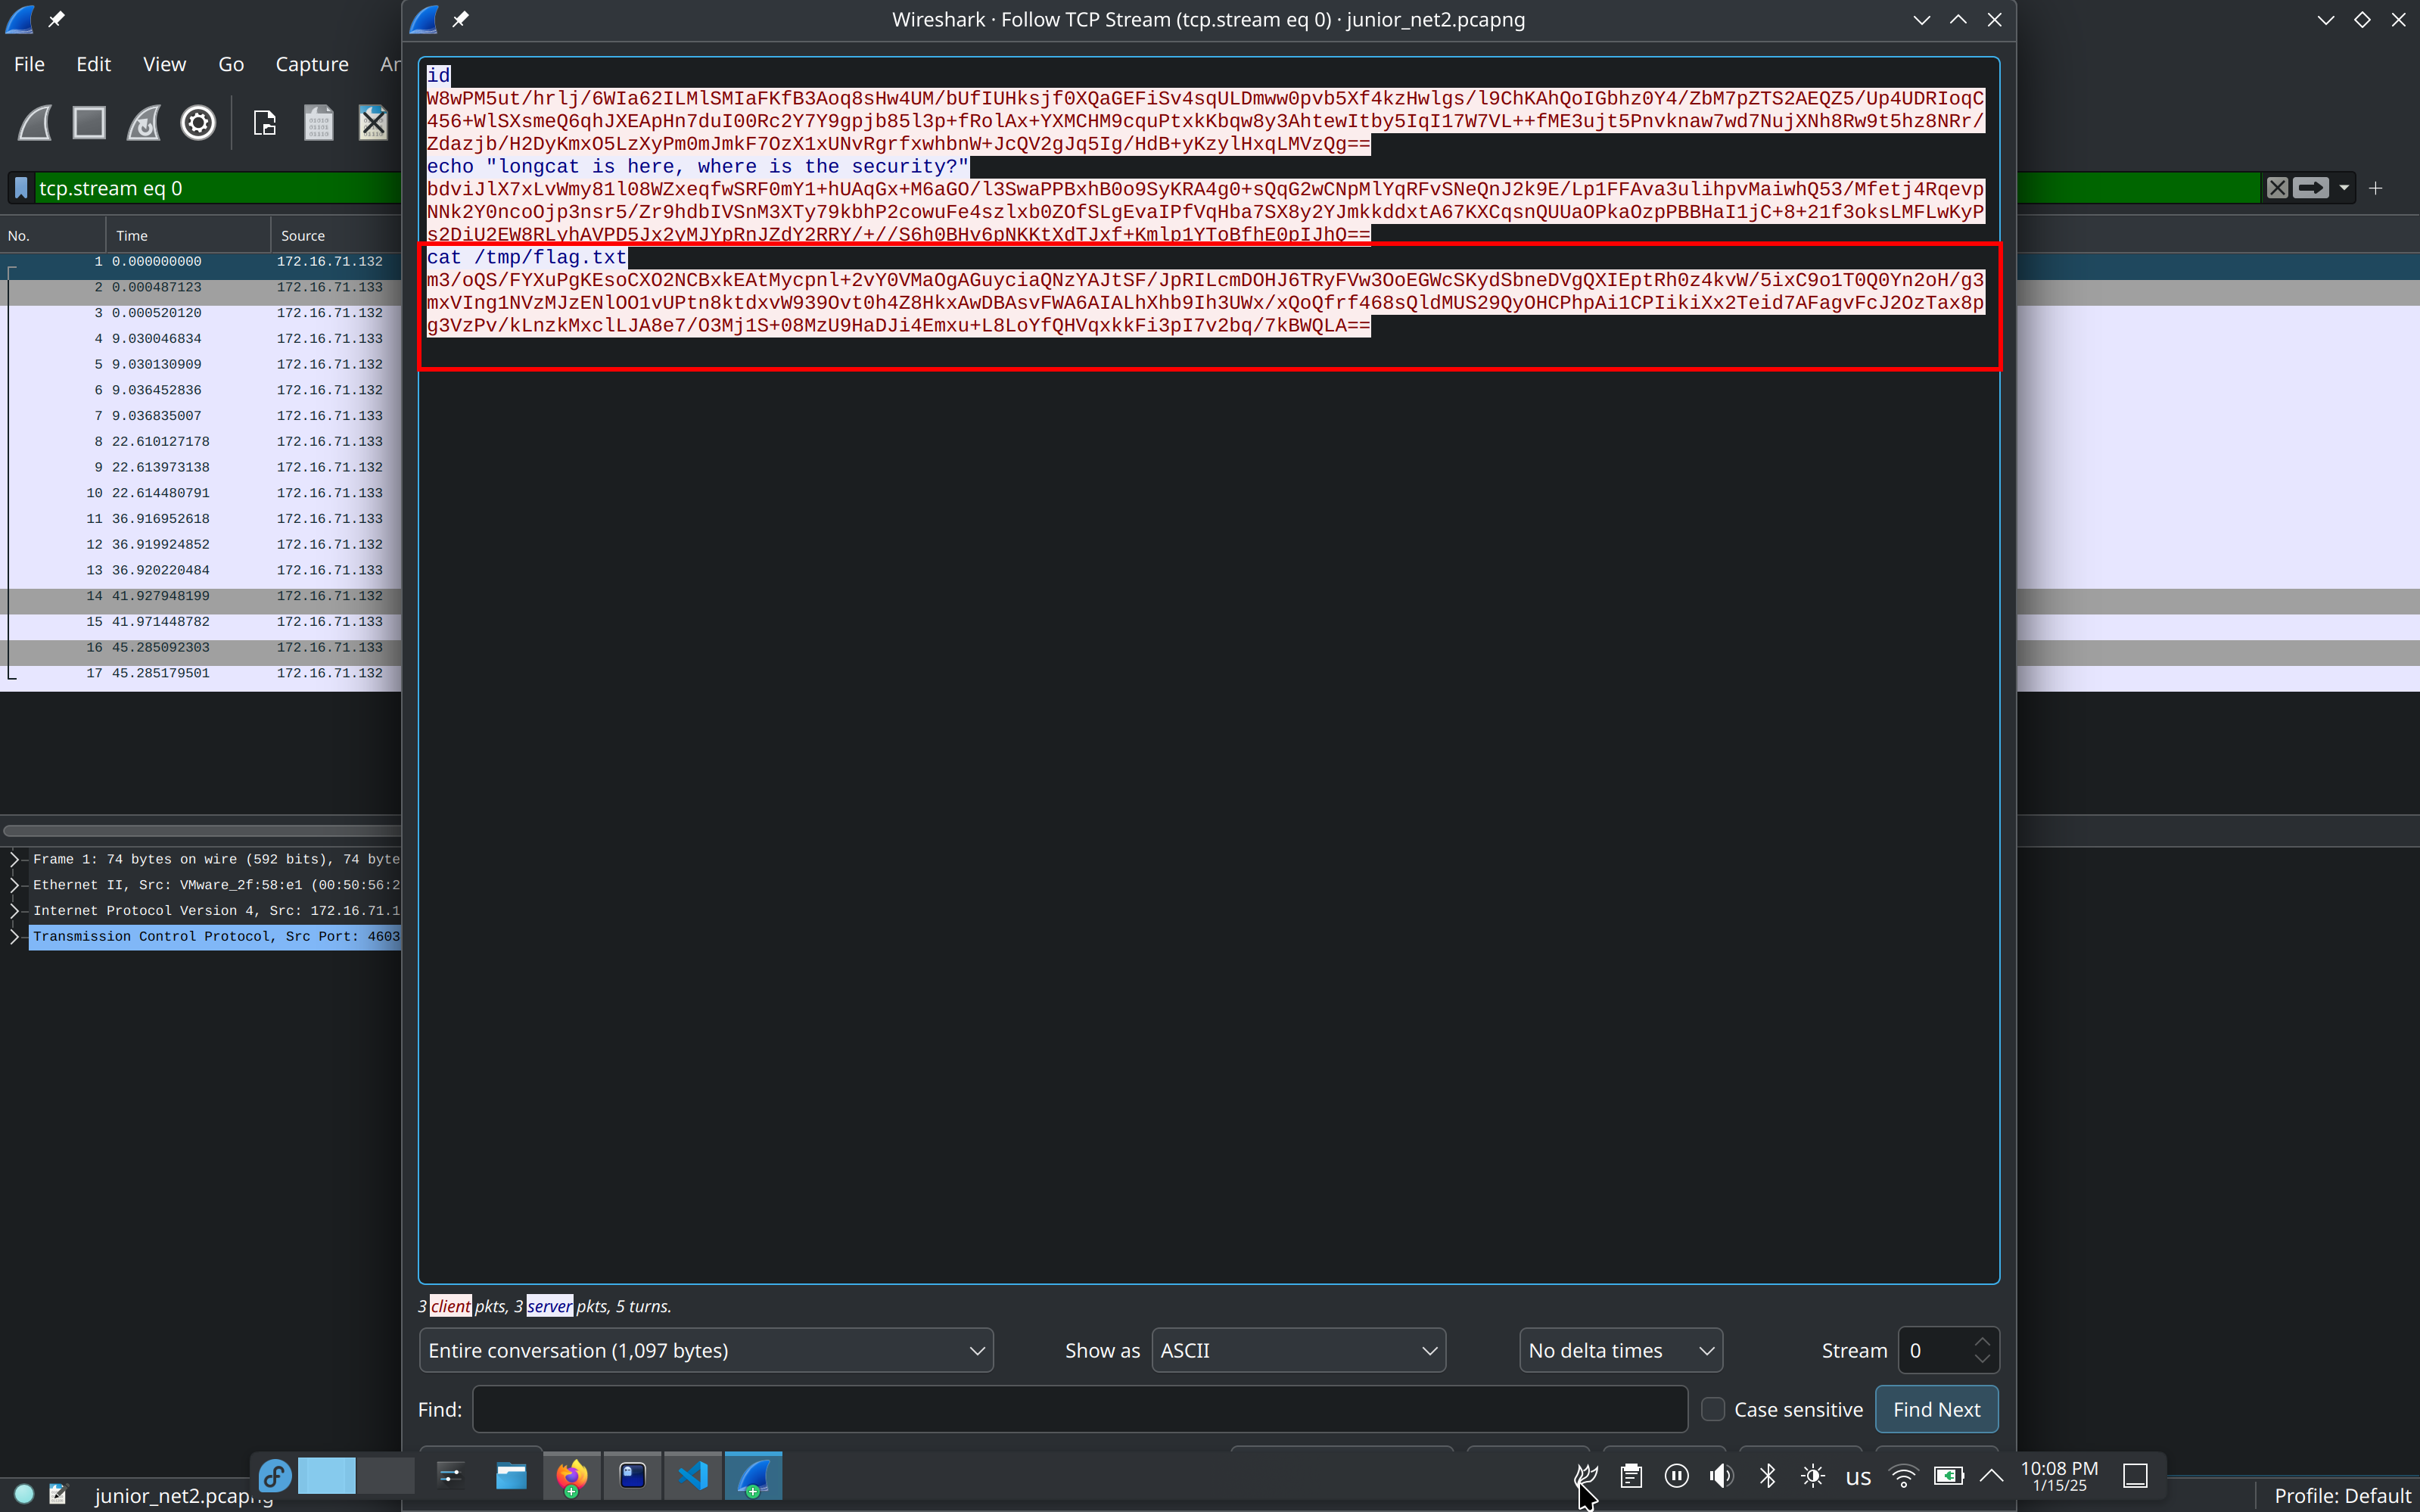 Wireshark · Follow TCP Stream (tcp.stream eq 0) · junior_net2.pcapng
File Edit View Go Capture
tcp.stream eq 0
No. Time Source
1 0.000000000 172.16.71.132
2 0.000487123 172.16.71.133
3 0.000520120 172.16.71.132
4 9.030046834 172.16.71.133
5 9.030130909 172.16.71.132
6 9.036452836 172.16.71.132
7 9.036835007 172.16.71.133
8 22.610127178 172.16.71.133
9 22.613973138 172.16.71.132
10 22.614480791 172.16.71.133
11 36.916952618 172.16.71.133
12 36.919924852 172.16.71.132
13 36.920220484 172.16.71.133
14 41.927948199 172.16.71.132
15 41.971448782 172.16.71.133
16 45.285092303 172.16.71.133
17 45.285179501 172.16.71.132
Frame 1: 74 bytes on wire (592 bits), 74 byte
Ethernet II, Src: VMware_2f:58:e1 (00:50:56:2
Internet Protocol Version 4, Src: 172.16.71.1
Transmission Control Protocol, Src Port: 4603
id
W8wPM5ut/hrlj/6WIa62ILMlSMIaFKfB3Aoq8sHw4UM/bUfIUHksjf0XQaGEFiSv4sqULDmww0pvb5Xf4kzHwlgs/l9ChKAhQoIGbhz0Y4/ZbM7pZTS2AEQZ5/Up4UDRIoqC
456+WlSXsmeQ6qhJXEApHn7duI00Rc2Y7Y9gpjb85l3p+fRolAx+YXMCHM9cquPtxkKbqw8y3AhtewItby5IqI17W7VL++fME3ujt5Pnvknaw7wd7NujXNh8Rw9t5hz8NRr/
Zdazjb/H2DyKmxO5LzXyPm0mJmkF7OzX1xUNvRgrfxwhbnW+JcQV2gJq5Ig/HdB+yKzylHxqLMVzQg==
echo "longcat is here, where is the security?"
bdviJlX7xLvWmy81l08WZxeqfwSRF0mY1+hUAqGx+M6aGO/l3SwaPPBxhB0o9SyKRA4g0+sQqG2wCNpMlYqRFvSNeQnJ2k9E/Lp1FFAva3ulihpvMaiwhQ53/Mfetj4Rqevp
NNk2Y0ncoOjp3nsr5/Zr9hdbIVSnM3XTy79kbhP2cowuFe4szlxb0ZOfSLgEvaIPfVqHba7SX8y2YJmkkddxtA67KXCqsnQUUaOPkaOzpPBBHaI1jC+8+21f3oksLMFLwKyP
s2DiU2EW8RLyhAVPD5Jx2yMJYpRnJZdY2RRY/+//S6h0BHv6pNKKtXdTJxf+Kmlp1YToBfhE0pIJhQ==
cat /tmp/flag.txt
m3/oQS/FYXuPgKEsoCXO2NCBxkEAtMycpnl+2vY0VMaOgAGuyciaQNzYAJtSF/JpRILcmDOHJ6TRyFVw3OoEGWcSKydSbneDVgQXIEptRh0z4kvW/5ixC9o1T0Q0Yn2oH/g3
mxVIng1NVzMJzENlOO1vUPtn8ktdxvW939Ovt0h4Z8HkxAwDBAsvFWA6AIALhXhb9Ih3UWx/xQoQfrf468sQldMUS29QyOHCPhpAi1CPIikiXx2Teid7AFagvFcJ2OzTax8p
g3VzPv/kLnzkMxclLJA8e7/O3Mj1S+08MzU9HaDJi4Emxu+L8LoYfQHVqxkkFi3pI7v2bq/7kBWQLA==
3 client pkts, 3 server pkts, 5 turns.
Entire conversation (1,097 bytes) Show as ASCII No delta times Stream 0
Find: Case sensitive Find Next
us 10:08 PM
1/15/25
junior_net2.pcapng Profile: Default